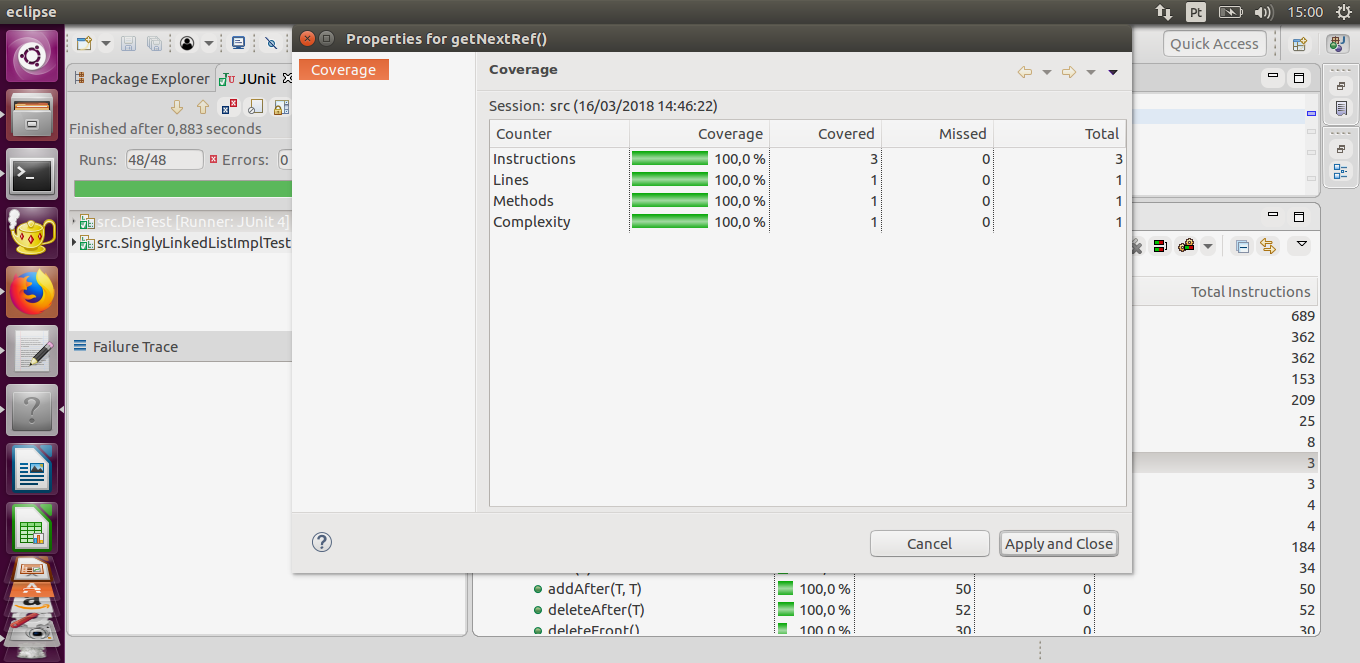 eclipse
Pt
15:00
Properties for getNextRef()
Quick Access
Package Explorer
JUnit
Coverage
Coverage
Finished after 0,883 seconds
Session: src (16/03/2018 14:46:22)
Runs: 48/48
Errors: 0
Counter Coverage Covered Missed Total
Instructions 100,0 % 3 0 3
Lines 100,0 % 1 0 1
Methods 100,0 % 1 0 1
Complexity 100,0 % 1 0 1
src.DieTest [Runner: JUnit 4]
src.SinglyLinkedListImplTest
Failure Trace
Total Instructions
689
362
362
153
209
25
8
3
3
4
4
184
34
Cancel
Apply and Close
addAfter(T, T) 100,0 % 50 0 50
deleteAfter(T) 100,0 % 52 0 52
deleteFront() 100,0 % 30 0 30